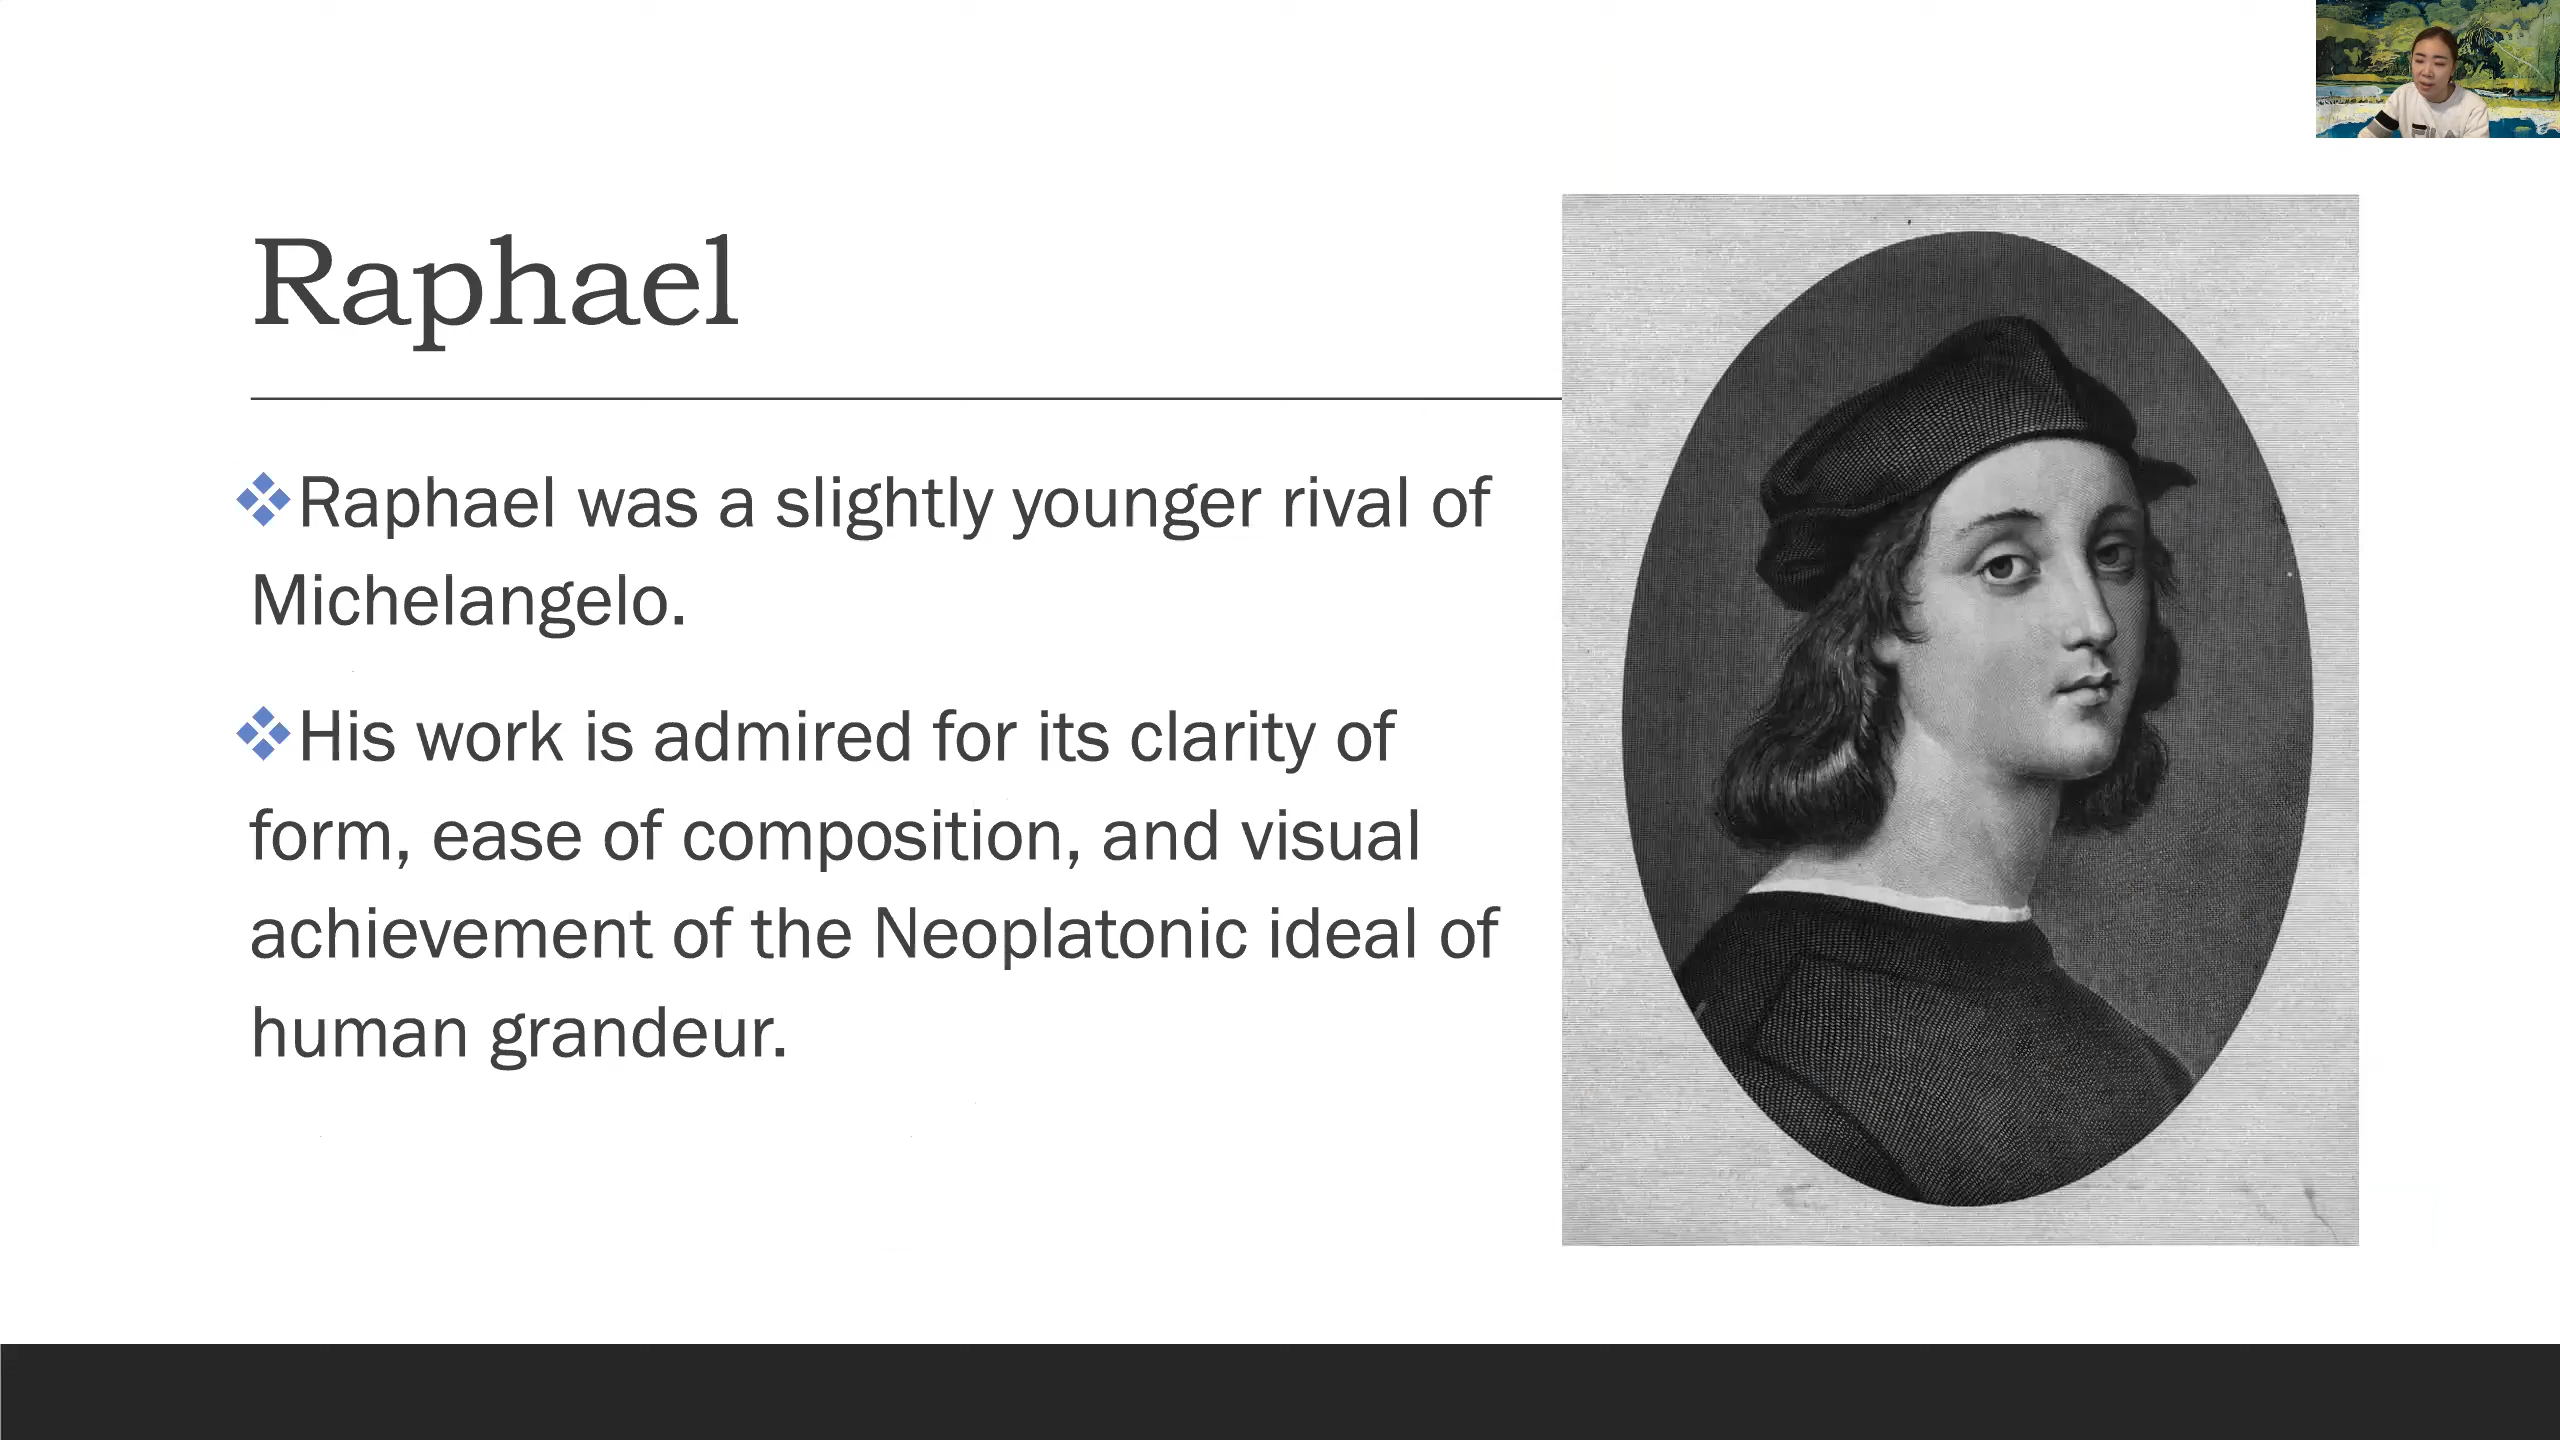 Raphael
Raphael was a slightly younger rival of
Michelangelo.
His work is admired for its clarity of
form, ease of composition, and visual
achievement of the Neoplatonic ideal of
human grandeur.